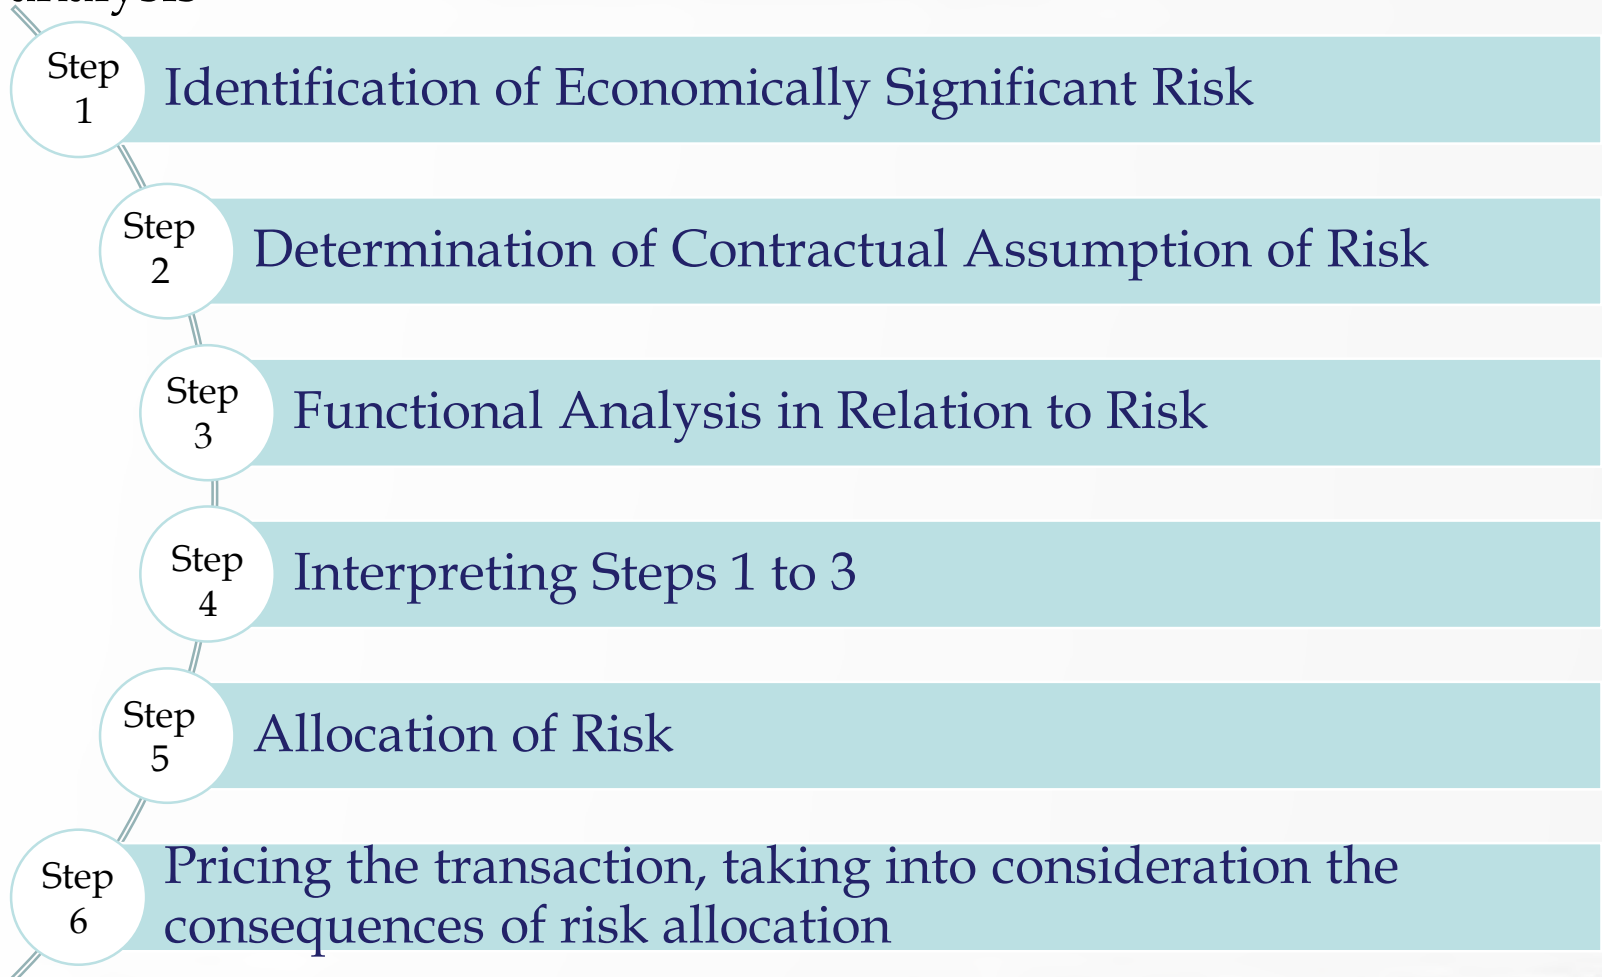 Step
1
Identification of Economically Significant Risk
Step
2
Determination of Contractual Assumption of Risk
Step
3
Functional Analysis in Relation to Risk
Step
4
Interpreting Steps 1 to 3
Step
5
Allocation of Risk
Step
6
Pricing the transaction, taking into consideration the
consequences of risk allocation